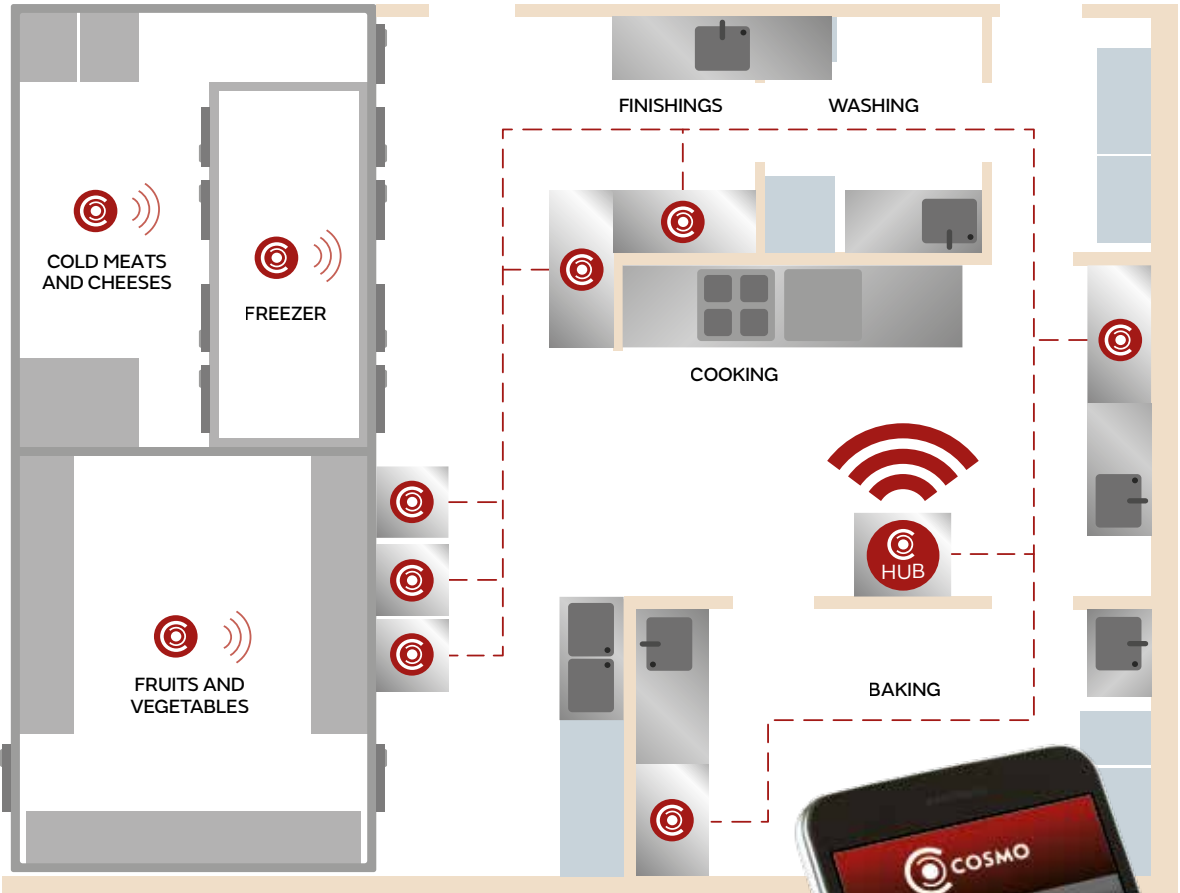 FINISHINGS
WASHING
COLD MEATS
AND CHEESES
FREEZER
COOKING
HUB
FRUITS AND
VEGETABLES
BAKING
COSMO